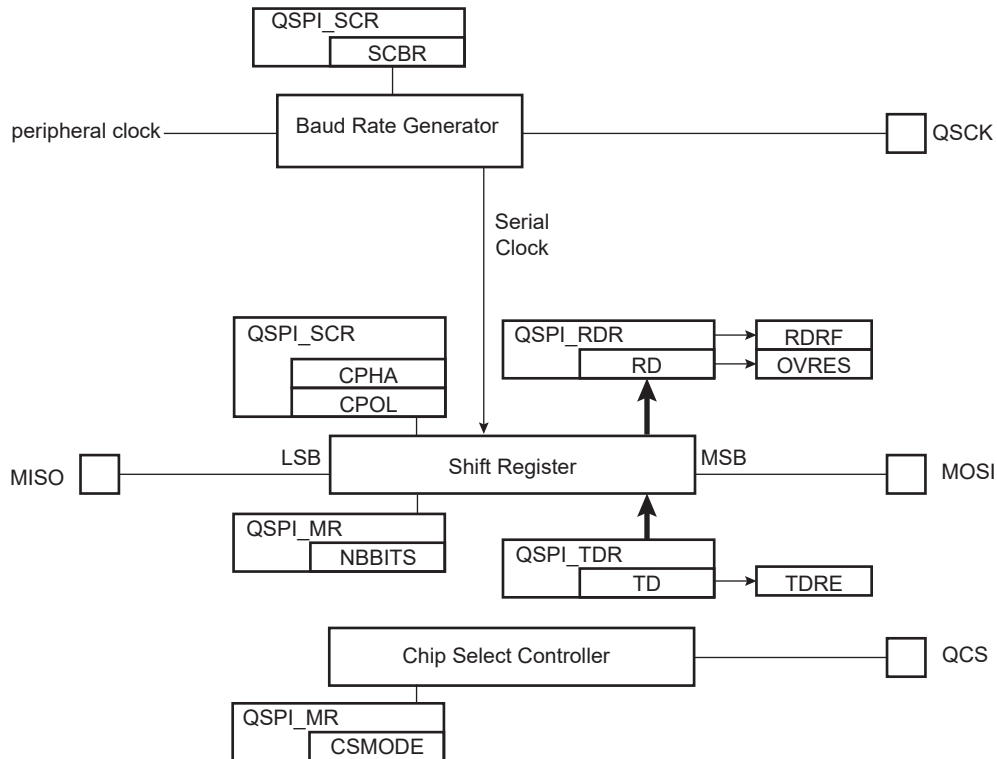 QSPI_SCR
SCBR
peripheral clock
Baud Rate Generator
QSCK
Serial
Clock
QSPI_SCR
CPHA
CPOL
QSPI_RDR
RD
RDRF
OVRES
MISO
LSB
Shift Register
MSB
MOSI
QSPI_MR
NBBITS
QSPI_TDR
TD
TDRE
Chip Select Controller
QCS
QSPI_MR
CSMODE